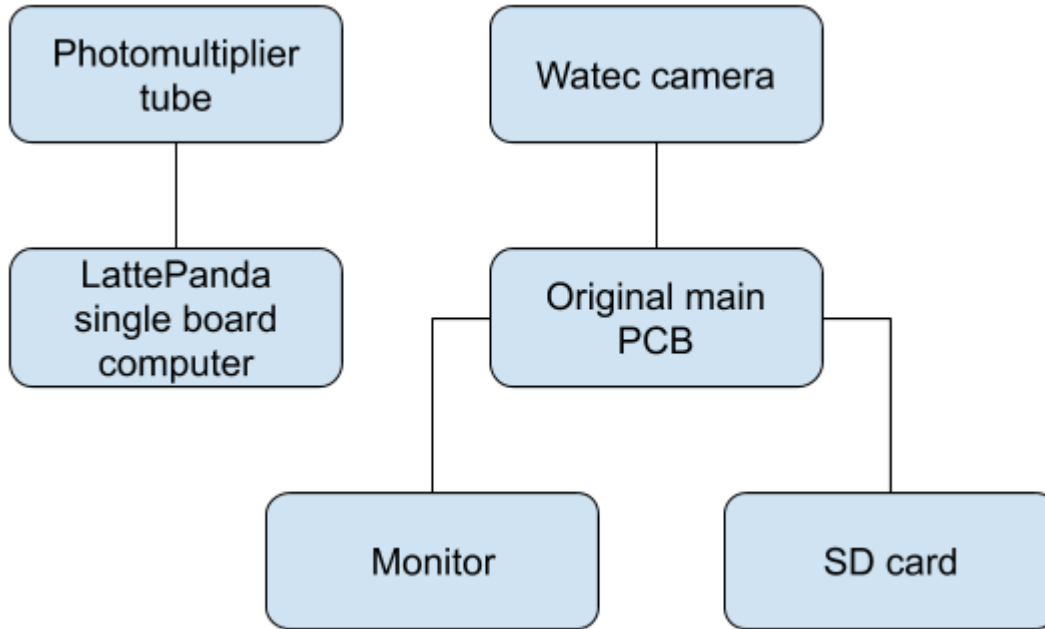 Photomultiplier
tube
Watec camera
LattePanda
single board
computer
Original main
PCB
Monitor
SD card